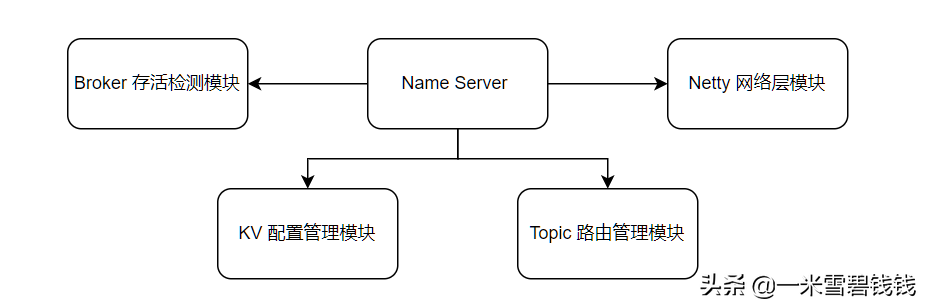 Broker 存活检测模块
Name Server
Netty 网络层模块
KV 配置管理模块
Topic 路由管理模块
头条 @一米雪碧钱钱